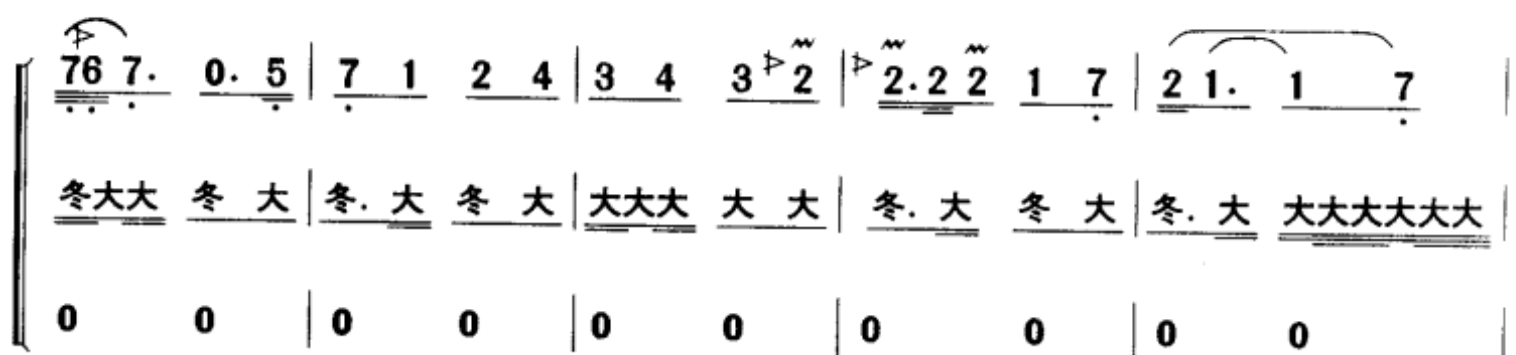 76 7. 0. 5 | 7 1 2 4 | 3 4 3 2 | 2.2 2 1 7 | 2 1. 1 7 |
冬大大 冬 大 | 冬. 大 冬 大 | 大大大 大 大 | 冬. 大 冬 大 | 冬. 大 大大大大大大 |
0 0 | 0 0 | 0 0 | 0 0 | 0 0 |